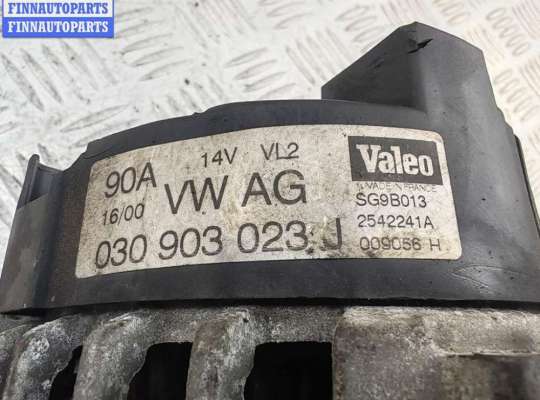 FINNAUTOPARTS
FINNAUTOPARTS
FINNAUTOPARTS
90A 14V VL2
16/00 VW AG
030 903 023 J
Valeo
MADE IN FRANCE
SG9B013
2542241A
009056 H